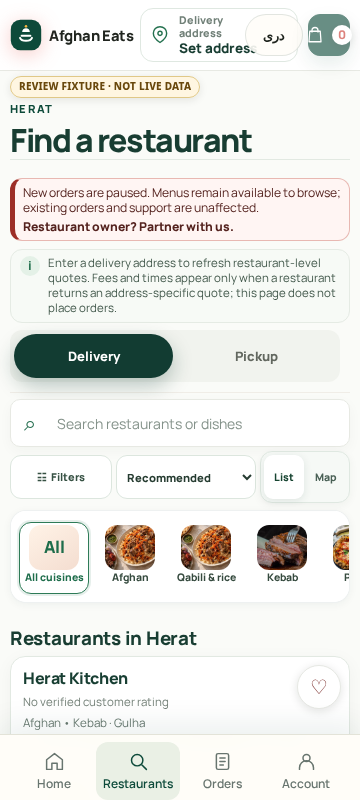 Afghan Eats
Delivery address
Set address
دری
0
REVIEW FIXTURE · NOT LIVE DATA
HERAT
Find a restaurant
New orders are paused. Menus remain available to browse;
existing orders and support are unaffected.
Restaurant owner? Partner with us.
i
Enter a delivery address to refresh restaurant-level
quotes. Fees and times appear only when a restaurant
returns an address-specific quote; this page does not
place orders.
Delivery
Pickup
Search restaurants or dishes
Filters
Recommended
List
Map
All
All cuisines
Afghan
Qabili & rice
Kebab
Restaurants in Herat
Herat Kitchen
No verified customer rating
Afghan • Kebab · Gulha
Home
Restaurants
Orders
Account